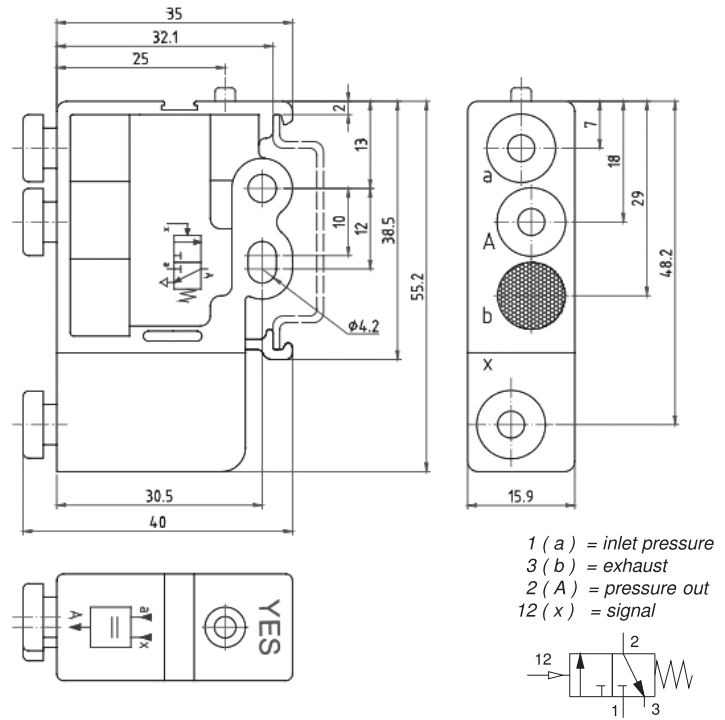 35
32.1
25
2
13
10
12
38.5
55.2
x
a
A
ø4.2
30.5
40
a
A
b
x
7
18
29
48.2
15.9
A
a
x
YES
1 ( a ) = inlet pressure
3 ( b ) = exhaust
2 ( A ) = pressure out
12 ( x ) = signal
2
12
1
3